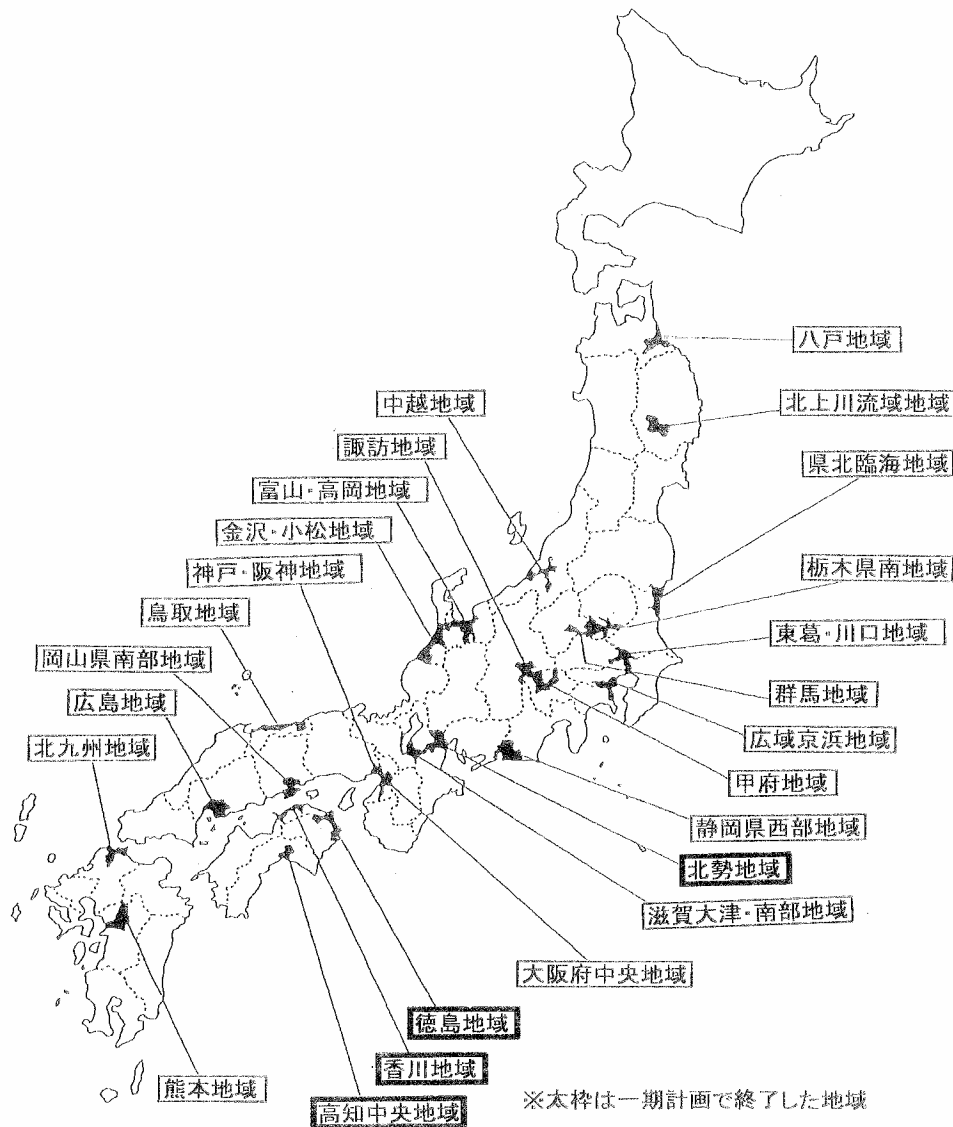 八戸地域
中越地域
北上川流域地域
諏訪地域
県北臨海地域
富山・高岡地域
金沢・小松地域
神戸・阪神地域
栃木県南地域
鳥取地域
東葛・川口地域
岡山県南部地域
群馬地域
広島地域
広域京浜地域
北九州地域
甲府地域
静岡県西部地域
北勢地域
滋賀大津・南部地域
大阪府中央地域
徳島地域
香川地域
熊本地域
高知中央地域
※太枠は一期計画で終了した地域